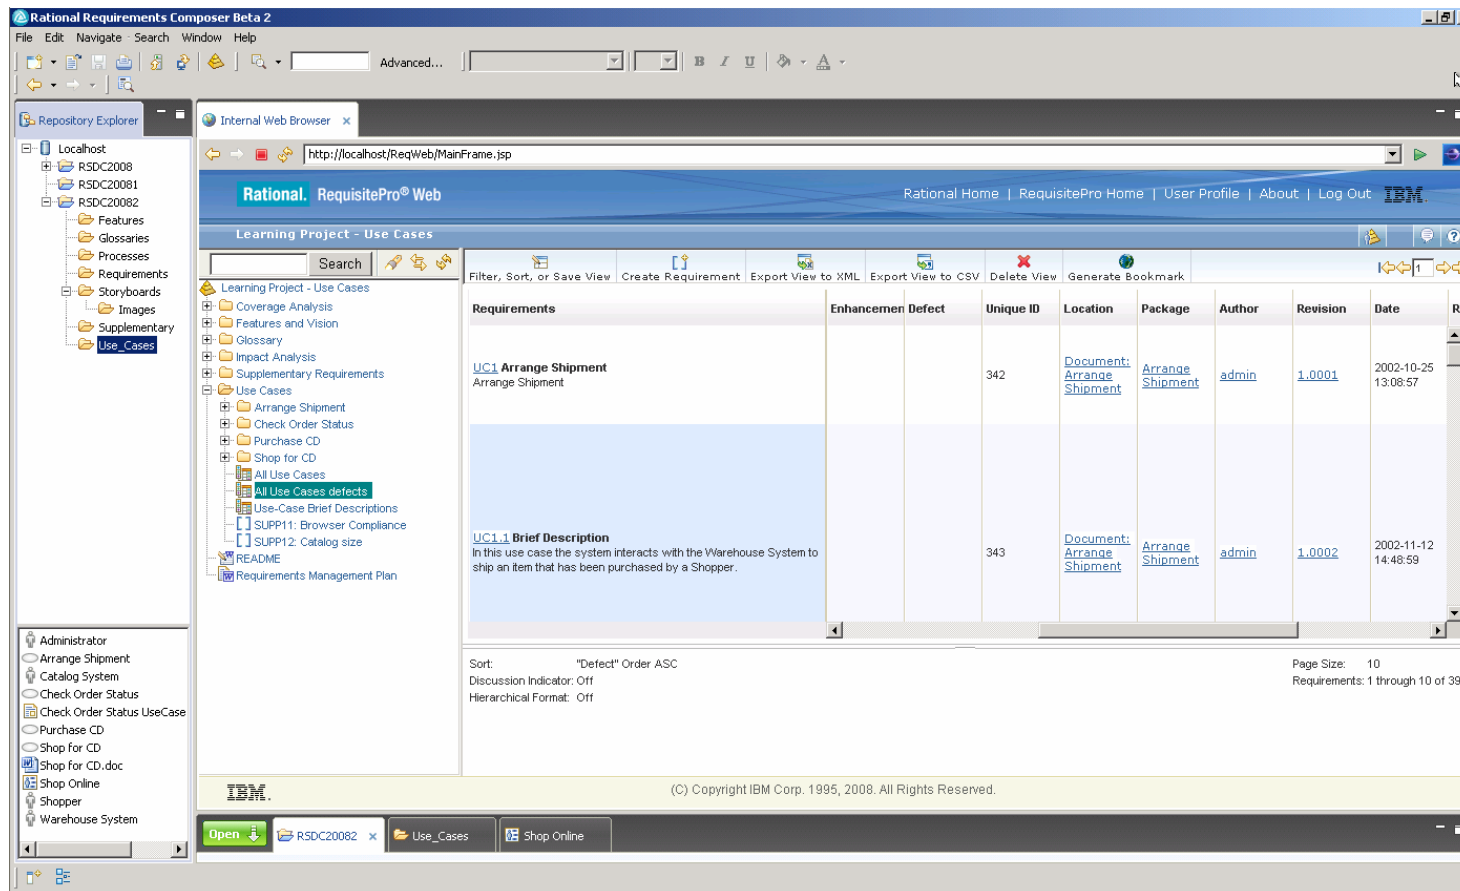 Rational Requirements Composer Beta 2
File Edit Navigate Search Window Help
Advanced...
B I U A
Repository Explorer
Internal Web Browser
Localhost
RSDC2008
RSDC20081
RSDC20082
Features
Glossaries
Processes
Requirements
Storyboards
Images
Supplementary
Use_Cases
http://localhost/ReqWeb/MainFrame.jsp
Rational. RequisitePro® Web
Rational Home | RequisitePro Home | User Profile | About | Log Out IBM.
Learning Project - Use Cases
Search
Filter, Sort, or Save View Create Requirement Export View to XML Export View to CSV Delete View Generate Bookmark
1
Learning Project - Use Cases
Coverage Analysis
Features and Vision
Glossary
Impact Analysis
Supplementary Requirements
Use Cases
Arrange Shipment
Check Order Status
Purchase CD
Shop for CD
All Use Cases
All Use Cases defects
Use-Case Brief Descriptions
SUPP11: Browser Compliance
SUPP12: Catalog size
README
Requirements Management Plan
Requirements Enhancemen Defect Unique ID Location Package Author Revision Date R
UC1 Arrange Shipment
Arrange Shipment
342
Document:
Arrange
Shipment
Arrange
Shipment
admin
1.0001
2002-10-25
13:08:57
UC1.1 Brief Description
In this use case the system interacts with the Warehouse System to
ship an item that has been purchased by a Shopper.
343
Document:
Arrange
Shipment
Arrange
Shipment
admin
1.0002
2002-11-12
14:48:59
Sort: "Defect" Order ASC
Discussion Indicator: Off
Hierarchical Format: Off
Page Size: 10
Requirements: 1 through 10 of 39
Administrator
Arrange Shipment
Catalog System
Check Order Status
Check Order Status UseCase
Purchase CD
Shop for CD
Shop for CD.doc
Shop Online
Shopper
Warehouse System
IBM.
(C) Copyright IBM Corp. 1995, 2008. All Rights Reserved.
Open
RSDC20082
Use_Cases
Shop Online